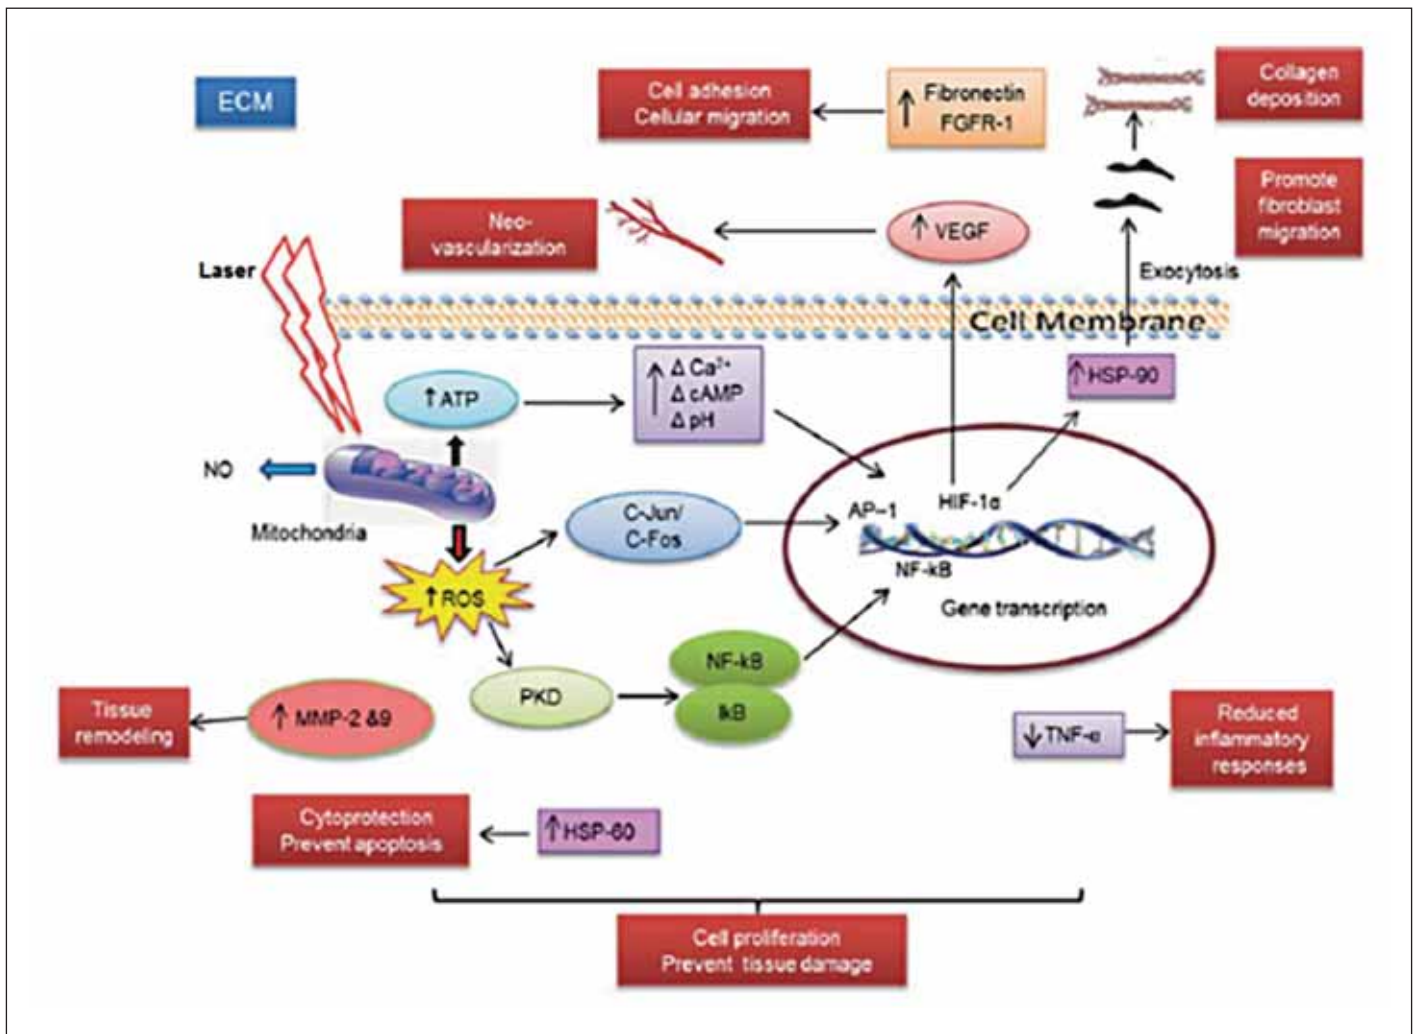 ECM
Cell adhesion
Cellular migration
↑ Fibronectin
FGFR-1
Collagen
deposition
Promote
fibroblast
migration
Neo-
vascularization
↑ VEGF
Laser
Exocytosis
Cell Membrane
↑ HSP-90
↑ ATP
↑ Δ Ca²⁺
Δ cAMP
Δ pH
NO
Mitochondria
C-Jun/
C-Fos
AP-1
HIF-1α
NF-kB
Gene transcription
↑ ROS
PKD
NF-kB
IkB
Tissue
remodeling
↑ MMP-2 &9
↓ TNF-α
Reduced
inflammatory
responses
Cytoprotection
Prevent apoptosis
↑ HSP-60
Cell proliferation
Prevent tissue damage